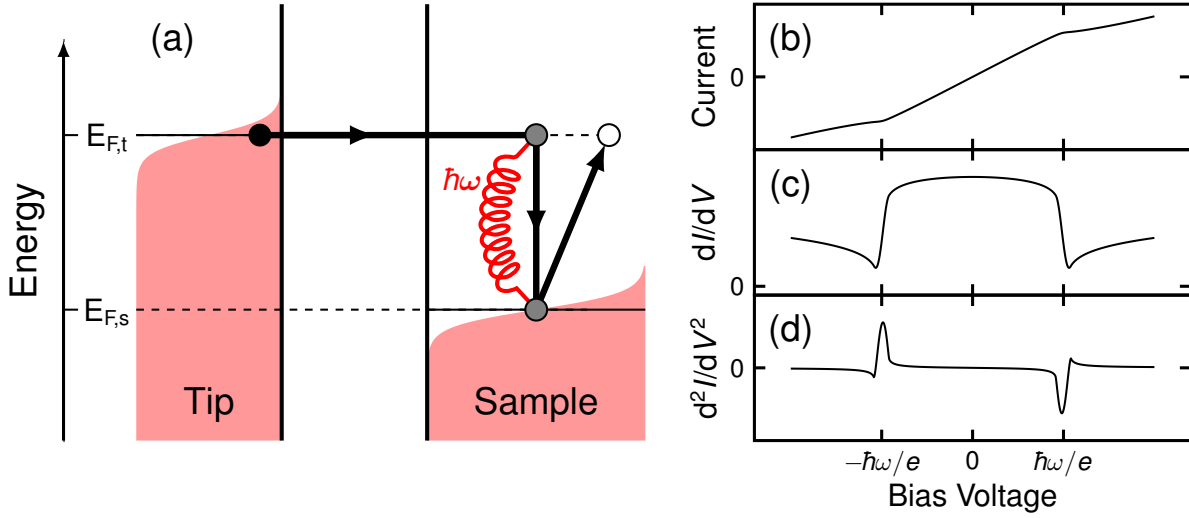 (a)
Energy
E_F,t
E_F,s
ħω
Tip
Sample
(b)
Current
0
(c)
dI/dV
0
(d)
d²I/dV²
0
−ħω/e 0 ħω/e
Bias Voltage